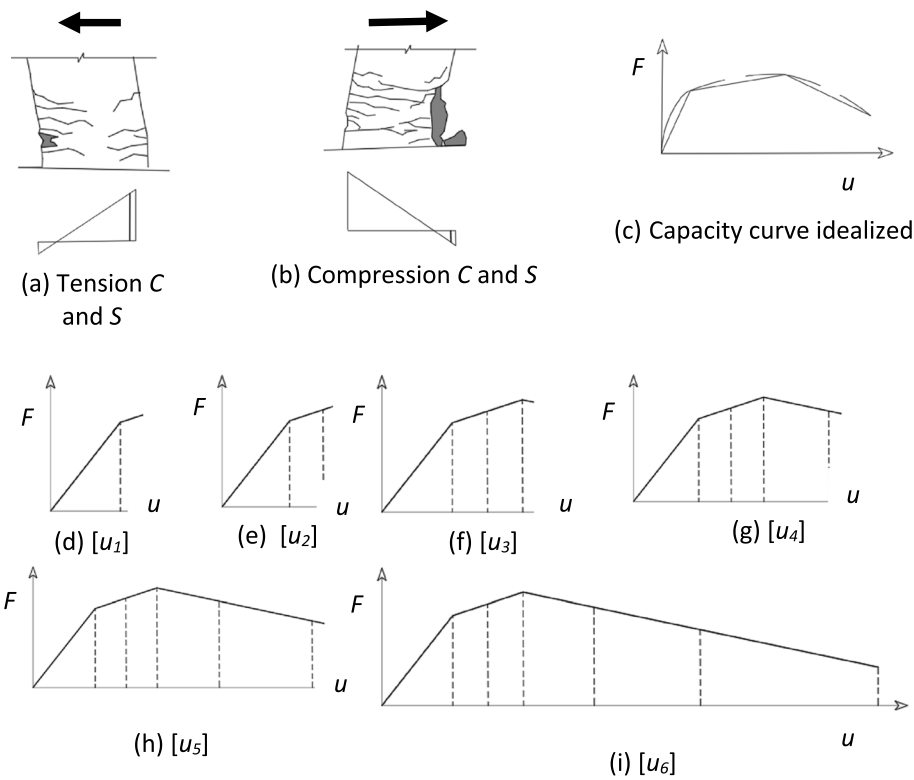 F
u
(c) Capacity curve idealized
(a) Tension C
and S
(b) Compression C and S
F
u
(d) [u1]
F
u
(e) [u2]
F
u
(f) [u3]
F
u
(g) [u4]
F
u
(h) [u5]
F
u
(i) [u6]